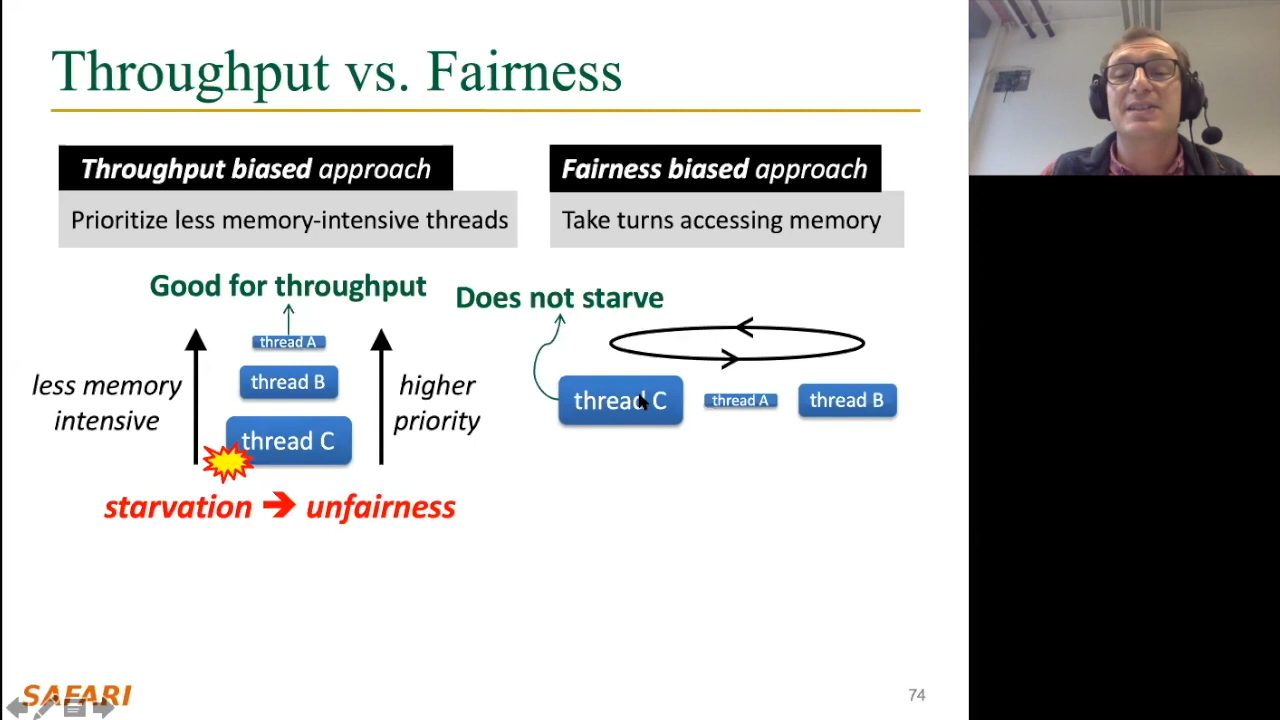 Throughput vs. Fairness
Throughput biased approach
Prioritize less memory-intensive threads
Good for throughput
less memory
intensive
thread A
thread B
thread C
higher
priority
starvation ➔ unfairness
Fairness biased approach
Take turns accessing memory
Does not starve
thread C
thread A
thread B
SAFARI
74